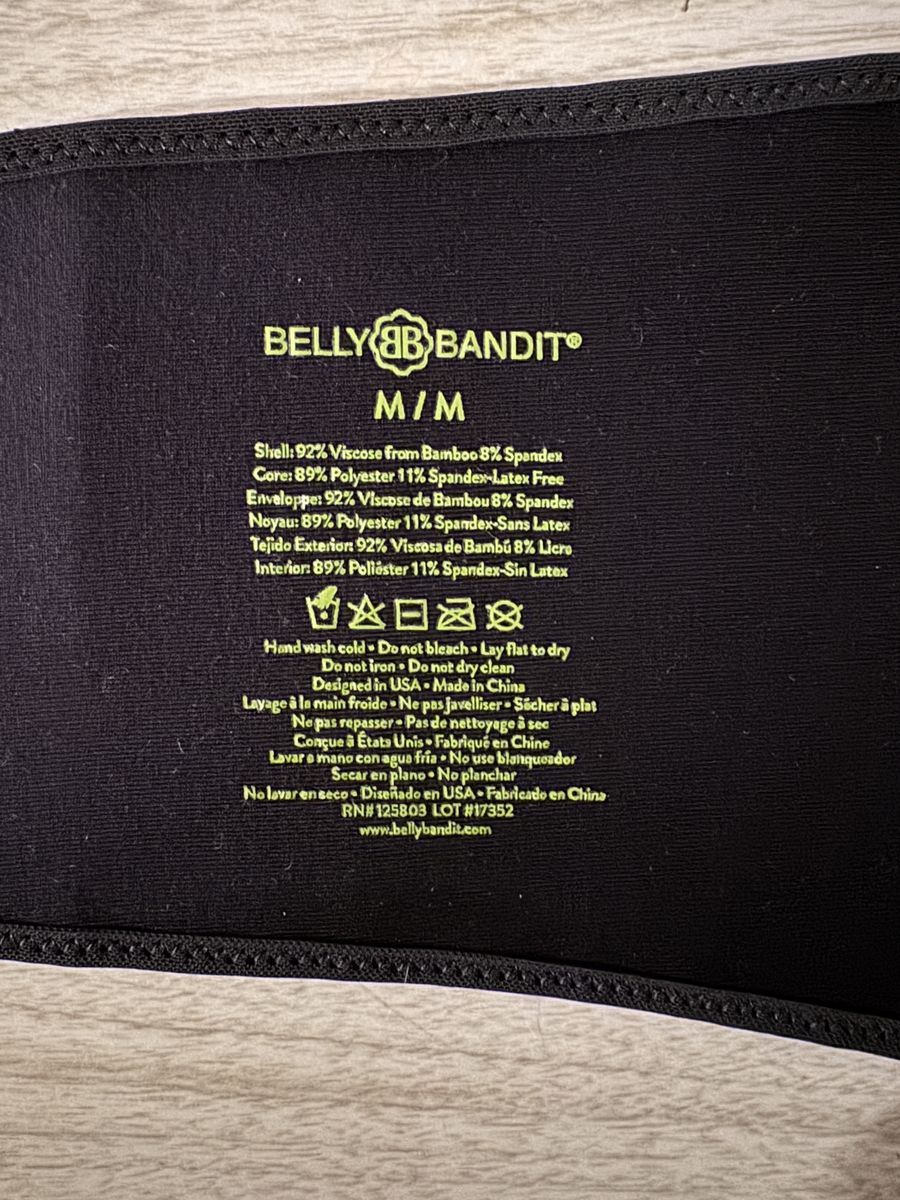 BELLY BB BANDIT®
M / M
Shell: 92% Viscose from Bamboo 8% Spandex
Core: 89% Polyester 11% Spandex-Latex Free
Enveloppe: 92% Viscose de Bambou 8% Spandex
Noyau: 89% Polyester 11% Spandex-Sans Latex
Tejido Exterior: 92% Viscosa de Bambú 8% Licra
Interior: 89% Poliéster 11% Spandex-Sin Latex
Hand wash cold • Do not bleach • Lay flat to dry
Do not iron • Do not dry clean
Designed in USA • Made in China
Layage à la main froide • Ne pas javelliser • Sécher à plat
Ne pas repasser • Pas de nettoyage à sec
Conçue à États Unis • Fabriqué en Chine
Lavar a mano con agua fría • No use blanqueador
Secar en plano • No planchar
No lavar en seco • Diseñado en USA • Fabricado en China
RN# 125803 LOT #17352
www.bellybandit.com